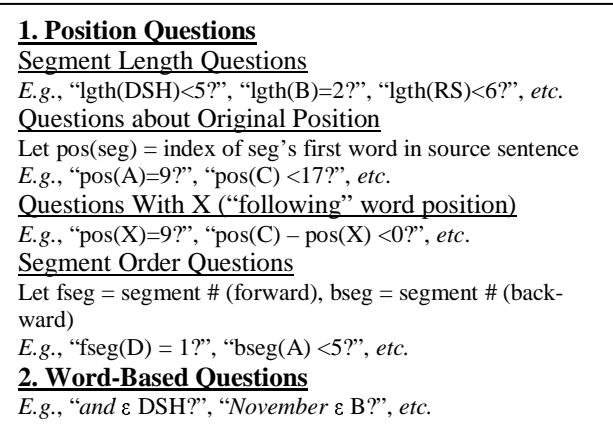 1. Position Questions
Segment Length Questions
E.g., “lgth(DSH)<5?”, “lgth(B)=2?”, “lgth(RS)<6?”, etc.
Questions about Original Position
Let pos(seg) = index of seg’s first word in source sentence
E.g., “pos(A)=9?”, “pos(C) <17?”, etc.
Questions With X (“following” word position)
E.g., “pos(X)=9?”, “pos(C) – pos(X) <0?”, etc.
Segment Order Questions
Let fseg = segment # (forward), bseg = segment # (back-
ward)
E.g., “fseg(D) = 1?”, “bseg(A) <5?”, etc.
2. Word-Based Questions
E.g., “and ε DSH?”, “November ε B?”, etc.